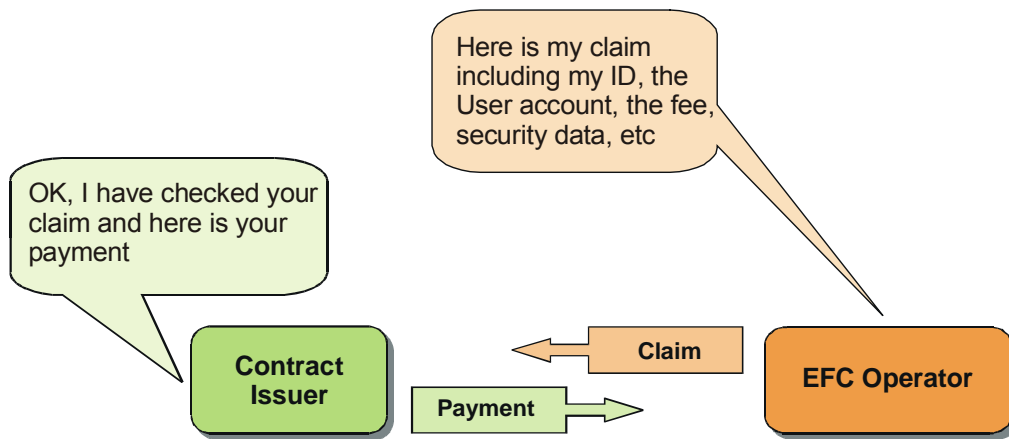 Here is my claim
including my ID, the
User account, the fee,
security data, etc
OK, I have checked your
claim and here is your
payment
Contract
Issuer
Claim
Payment
EFC Operator